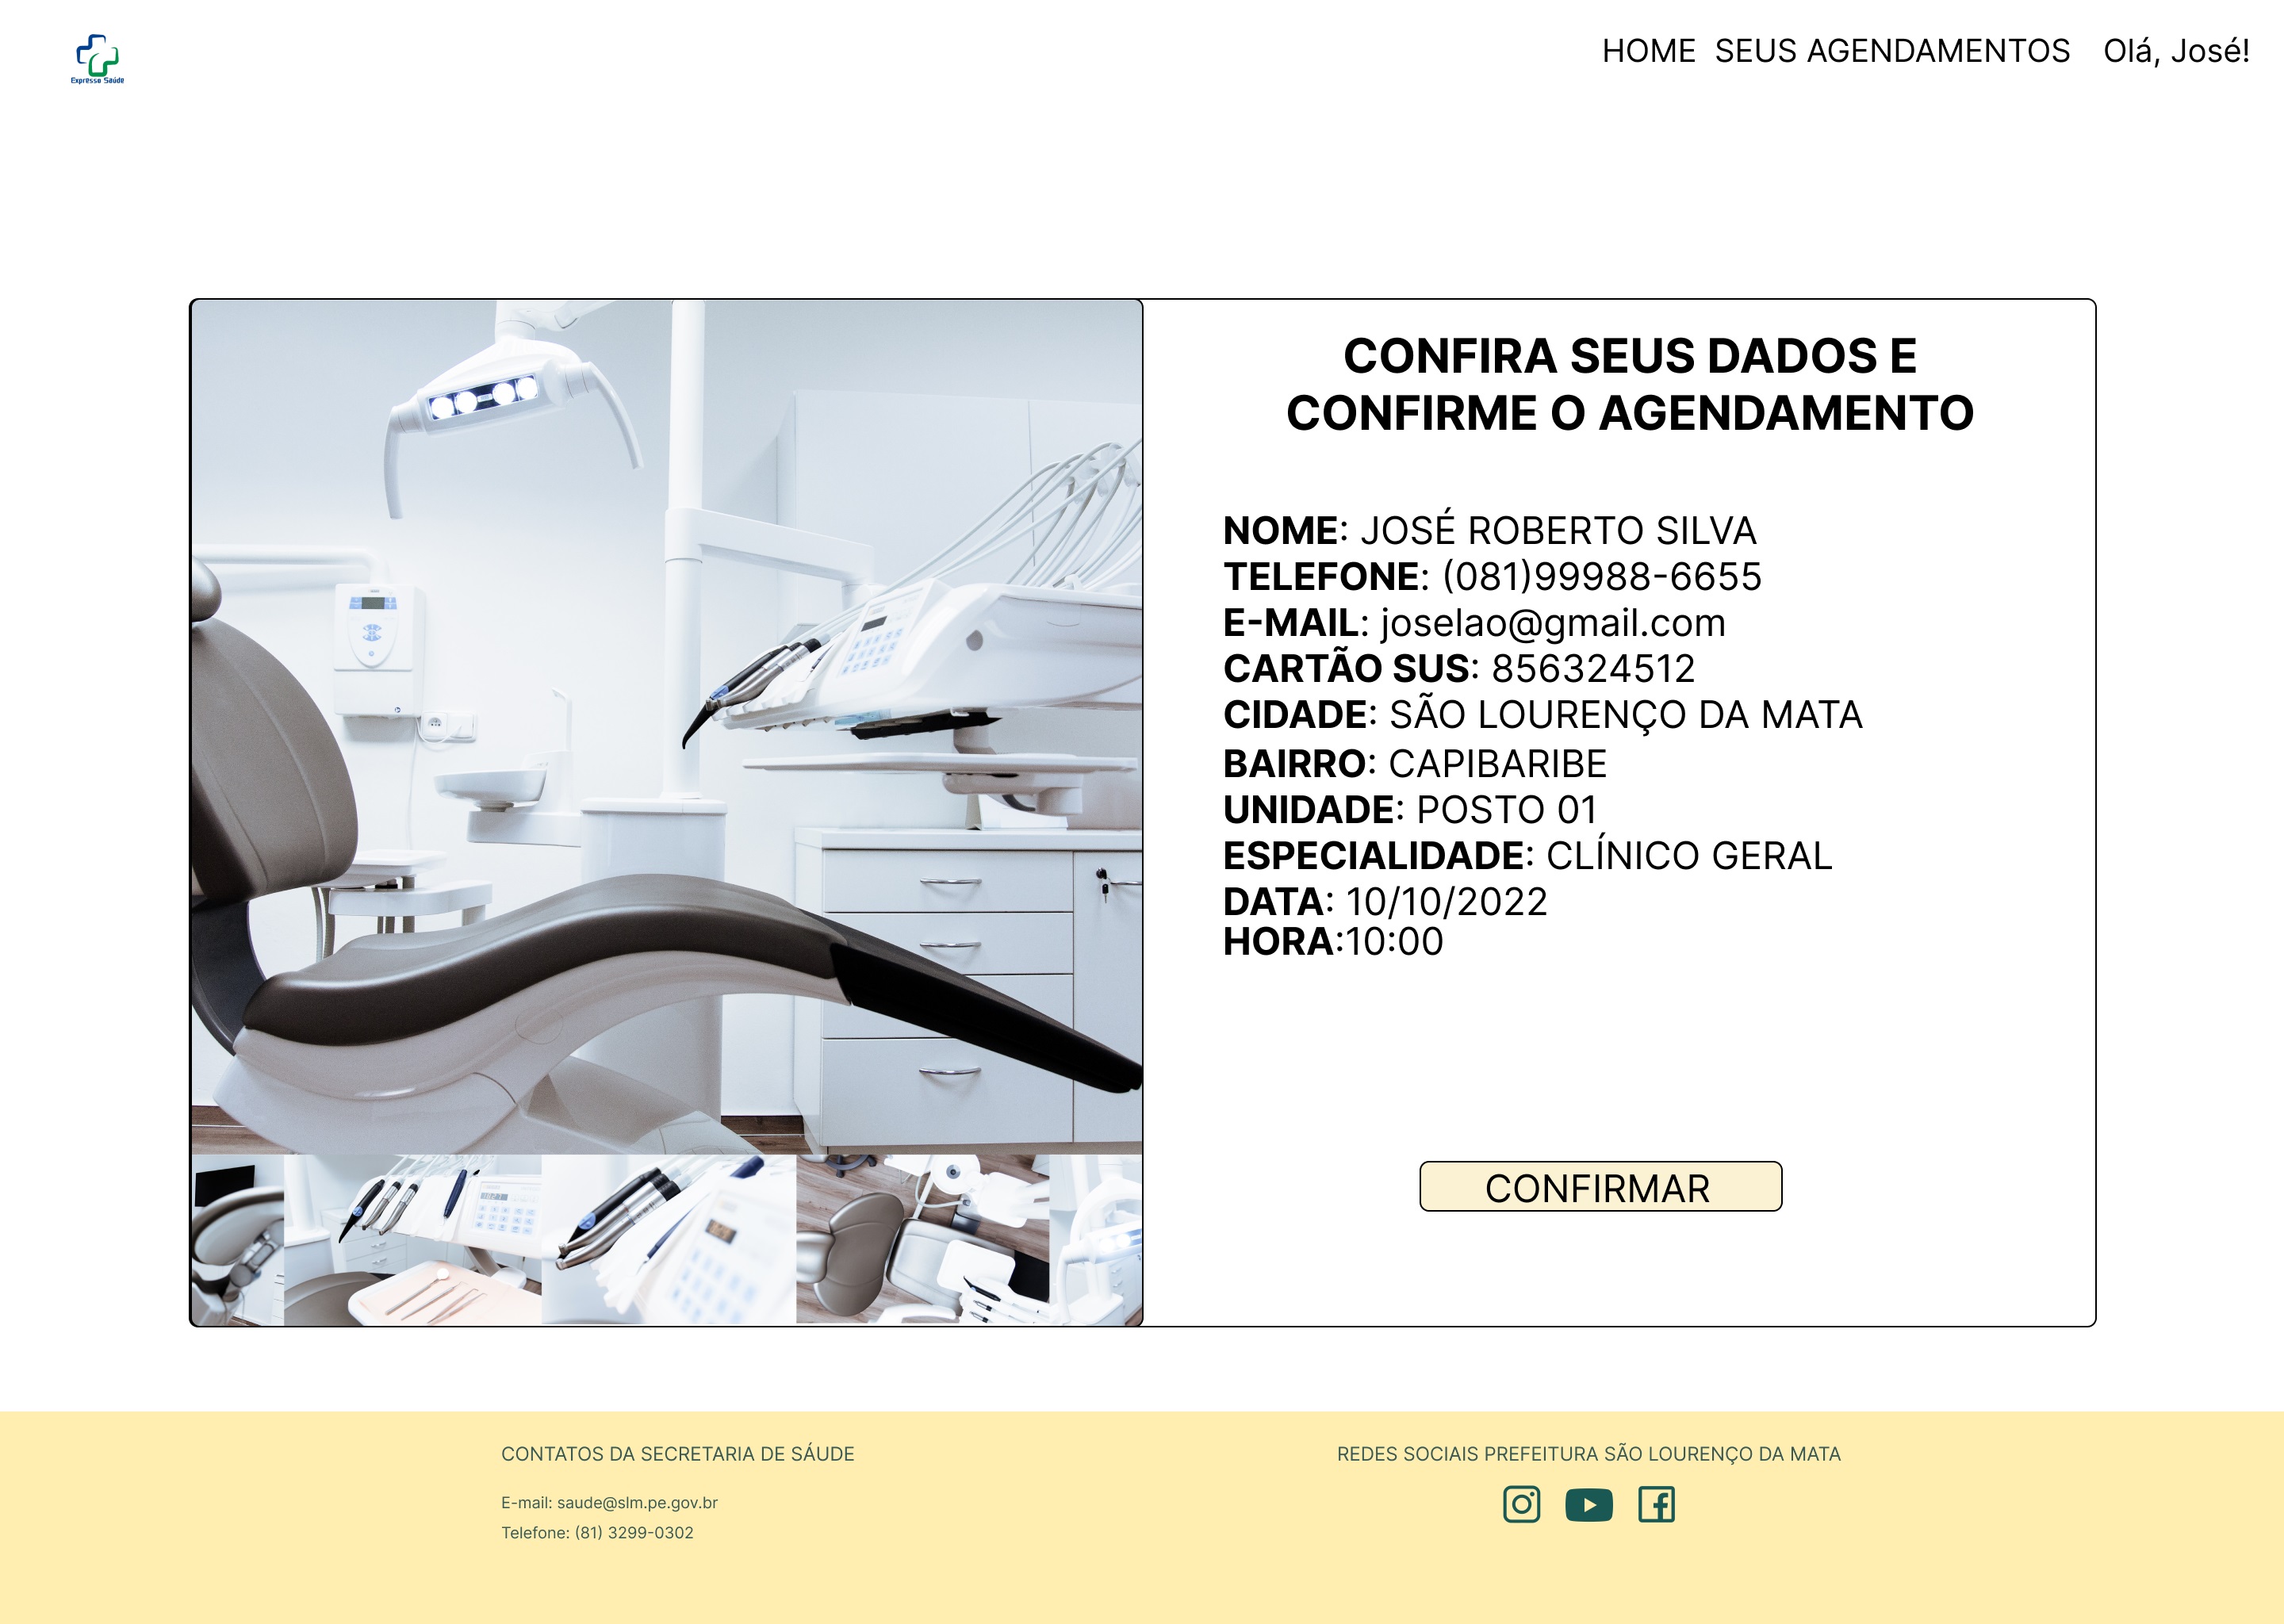 Expresso Saúde
HOME SEUS AGENDAMENTOS Olá, José!
CONFIRA SEUS DADOS E
CONFIRME O AGENDAMENTO
NOME: JOSÉ ROBERTO SILVA
TELEFONE: (081)99988-6655
E-MAIL: joselao@gmail.com
CARTÃO SUS: 856324512
CIDADE: SÃO LOURENÇO DA MATA
BAIRRO: CAPIBARIBE
UNIDADE: POSTO 01
ESPECIALIDADE: CLÍNICO GERAL
DATA: 10/10/2022
HORA:10:00
CONFIRMAR
CONTATOS DA SECRETARIA DE SÁUDE
E-mail: saude@slm.pe.gov.br
Telefone: (81) 3299-0302
REDES SOCIAIS PREFEITURA SÃO LOURENÇO DA MATA